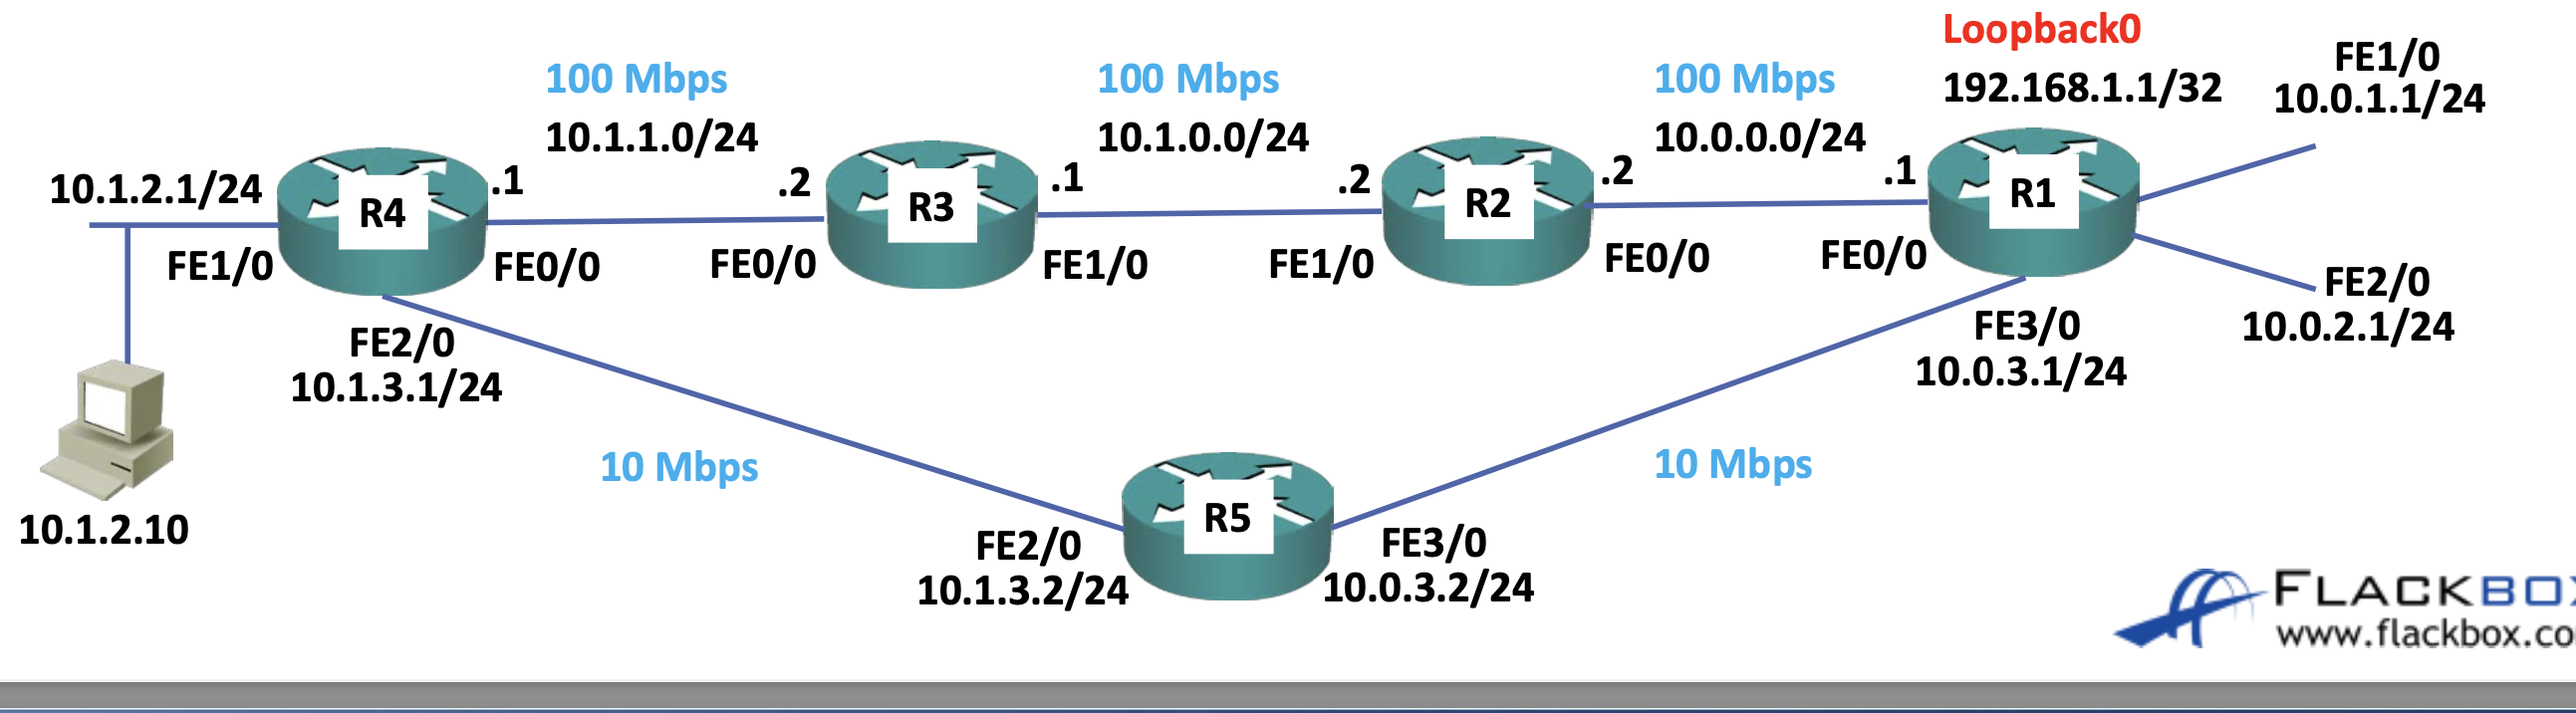 Loopback0
192.168.1.1/32
FE1/0
10.0.1.1/24
100 Mbps
10.1.1.0/24
100 Mbps
10.1.0.0/24
100 Mbps
10.0.0.0/24
10.1.2.1/24
R4
.1
.2
R3
.1
.2
R2
.2
.1
R1
FE1/0
FE0/0
FE0/0
FE1/0
FE1/0
FE0/0
FE0/0
FE2/0
10.0.2.1/24
FE2/0
10.1.3.1/24
FE3/0
10.0.3.1/24
10 Mbps
10 Mbps
10.1.2.10
R5
FE2/0
10.1.3.2/24
FE3/0
10.0.3.2/24
FLACKBOX
www.flackbox.co